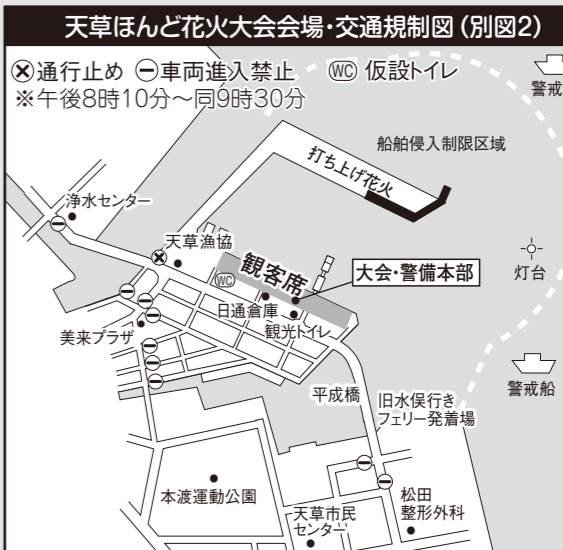 天草ほんど花火大会会場・交通規制図(別図2)
通行止め 車両進入禁止 WC 仮設トイレ
※午後8時10分〜同9時30分
警戒
船舶侵入制限区域
打ち上げ花火
浄水センター
天草漁協
観客席
大会・警備本部
灯台
WC
日通倉庫
観光トイレ
美来プラザ
警戒船
平成橋
旧水俣行き
フェリー発着場
本渡運動公園
天草市民
センター
松田
整形外科